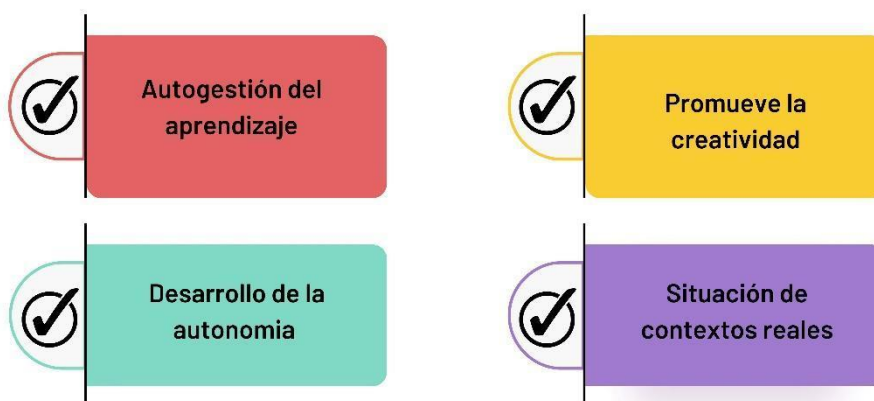 Autogestión del
aprendizaje
Promueve la
creatividad
Desarrollo de la
autonomia
Situación de
contextos reales